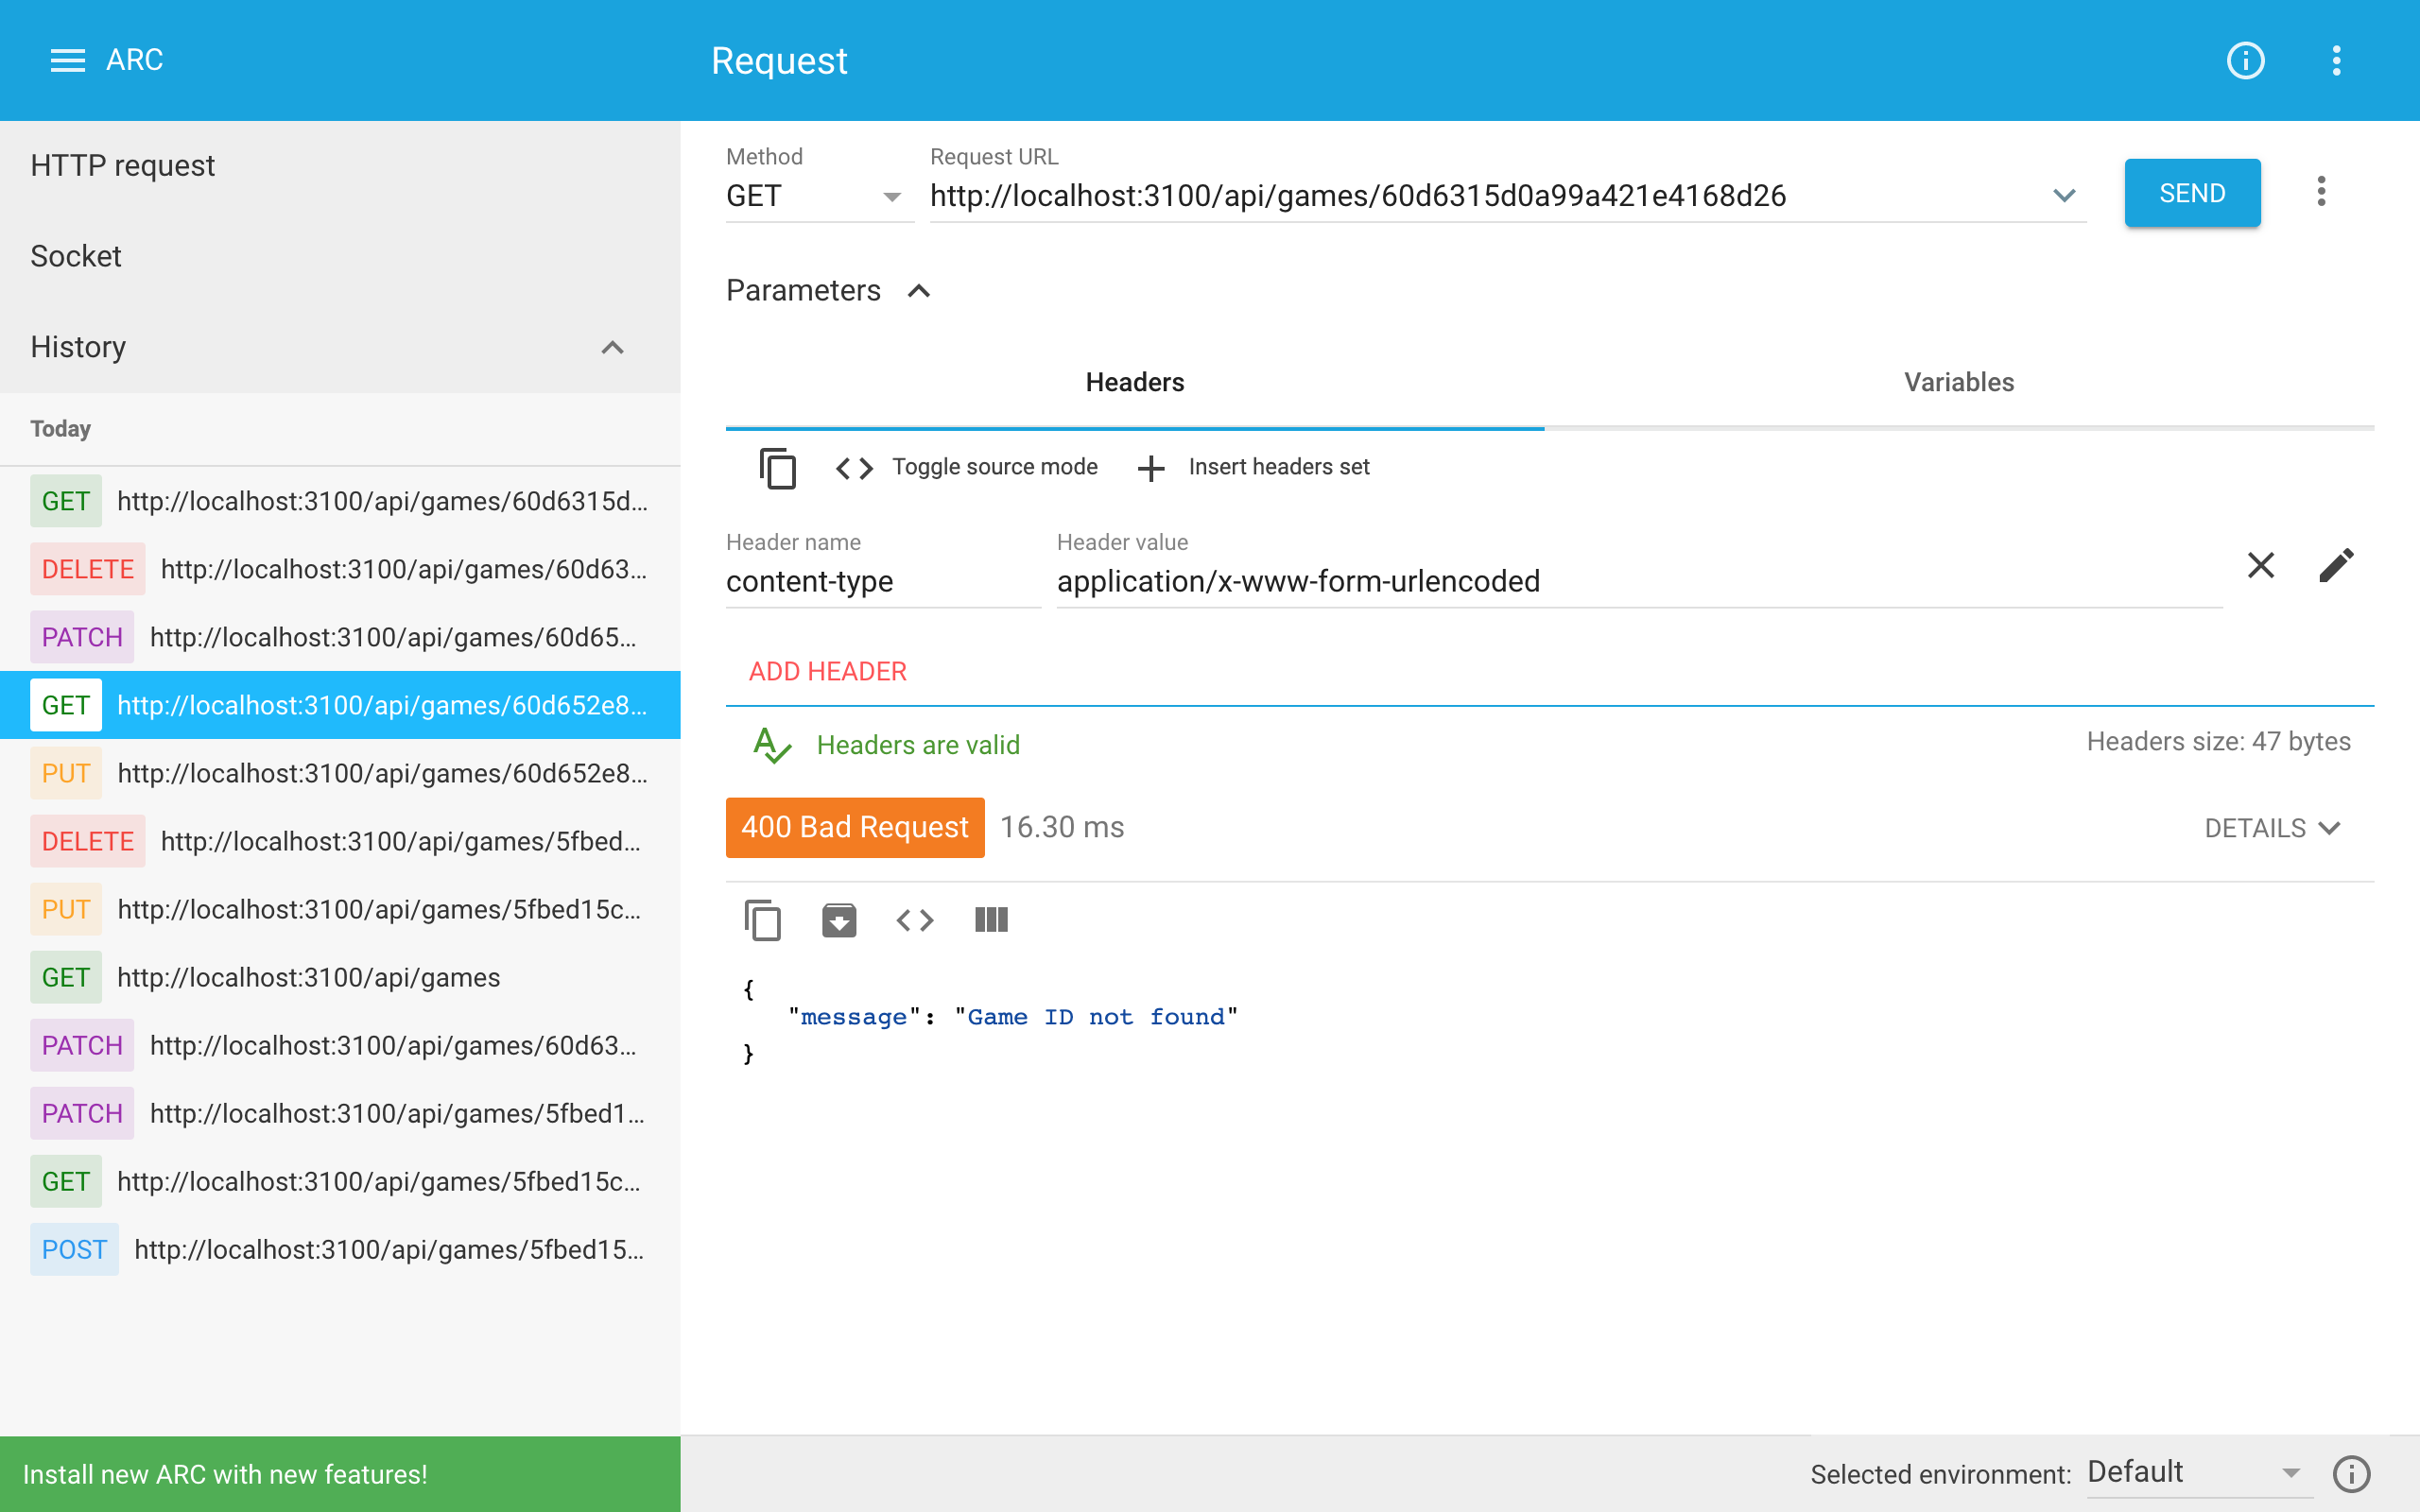 ARC
Request
HTTP request
Socket
History
Today
GET http://localhost:3100/api/games/60d6315d...
DELETE http://localhost:3100/api/games/60d63...
PATCH http://localhost:3100/api/games/60d65...
GET http://localhost:3100/api/games/60d652e8...
PUT http://localhost:3100/api/games/60d652e8...
DELETE http://localhost:3100/api/games/5fbed...
PUT http://localhost:3100/api/games/5fbed15c...
GET http://localhost:3100/api/games
PATCH http://localhost:3100/api/games/60d63...
PATCH http://localhost:3100/api/games/5fbed1...
GET http://localhost:3100/api/games/5fbed15c...
POST http://localhost:3100/api/games/5fbed15...
Install new ARC with new features!
Method
GET
Request URL
http://localhost:3100/api/games/60d6315d0a99a421e4168d26
SEND
Parameters
Headers
Variables
Toggle source mode
Insert headers set
Header name
content-type
Header value
application/x-www-form-urlencoded
ADD HEADER
Headers are valid
Headers size: 47 bytes
400 Bad Request 16.30 ms
DETAILS
{
"message": "Game ID not found"
}
Selected environment: Default